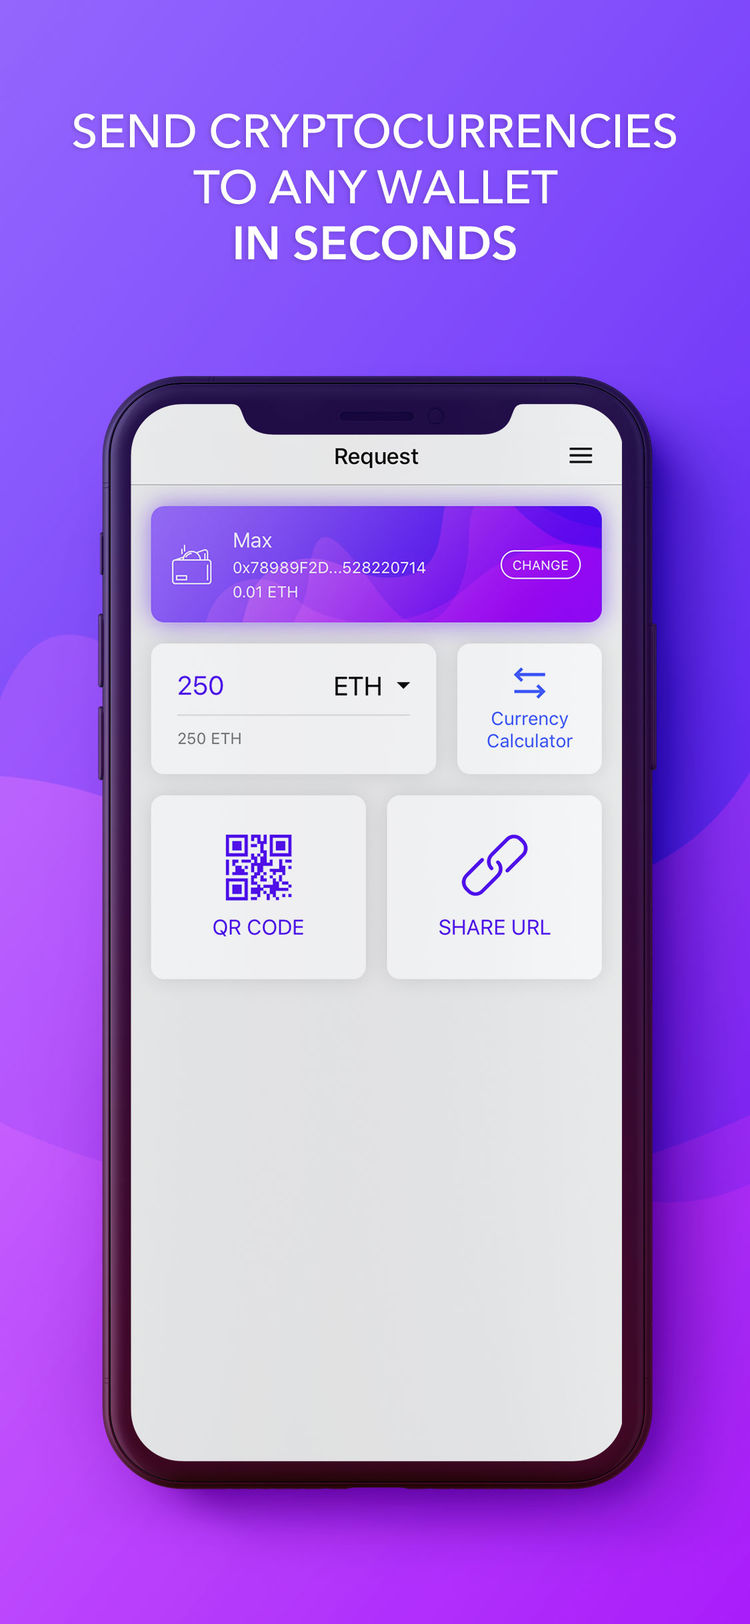 SEND CRYPTOCURRENCIES
TO ANY WALLET
IN SECONDS
Request
Max
0x78989F2D...528220714
0.01 ETH
CHANGE
250
ETH
250 ETH
Currency
Calculator
QR CODE
SHARE URL